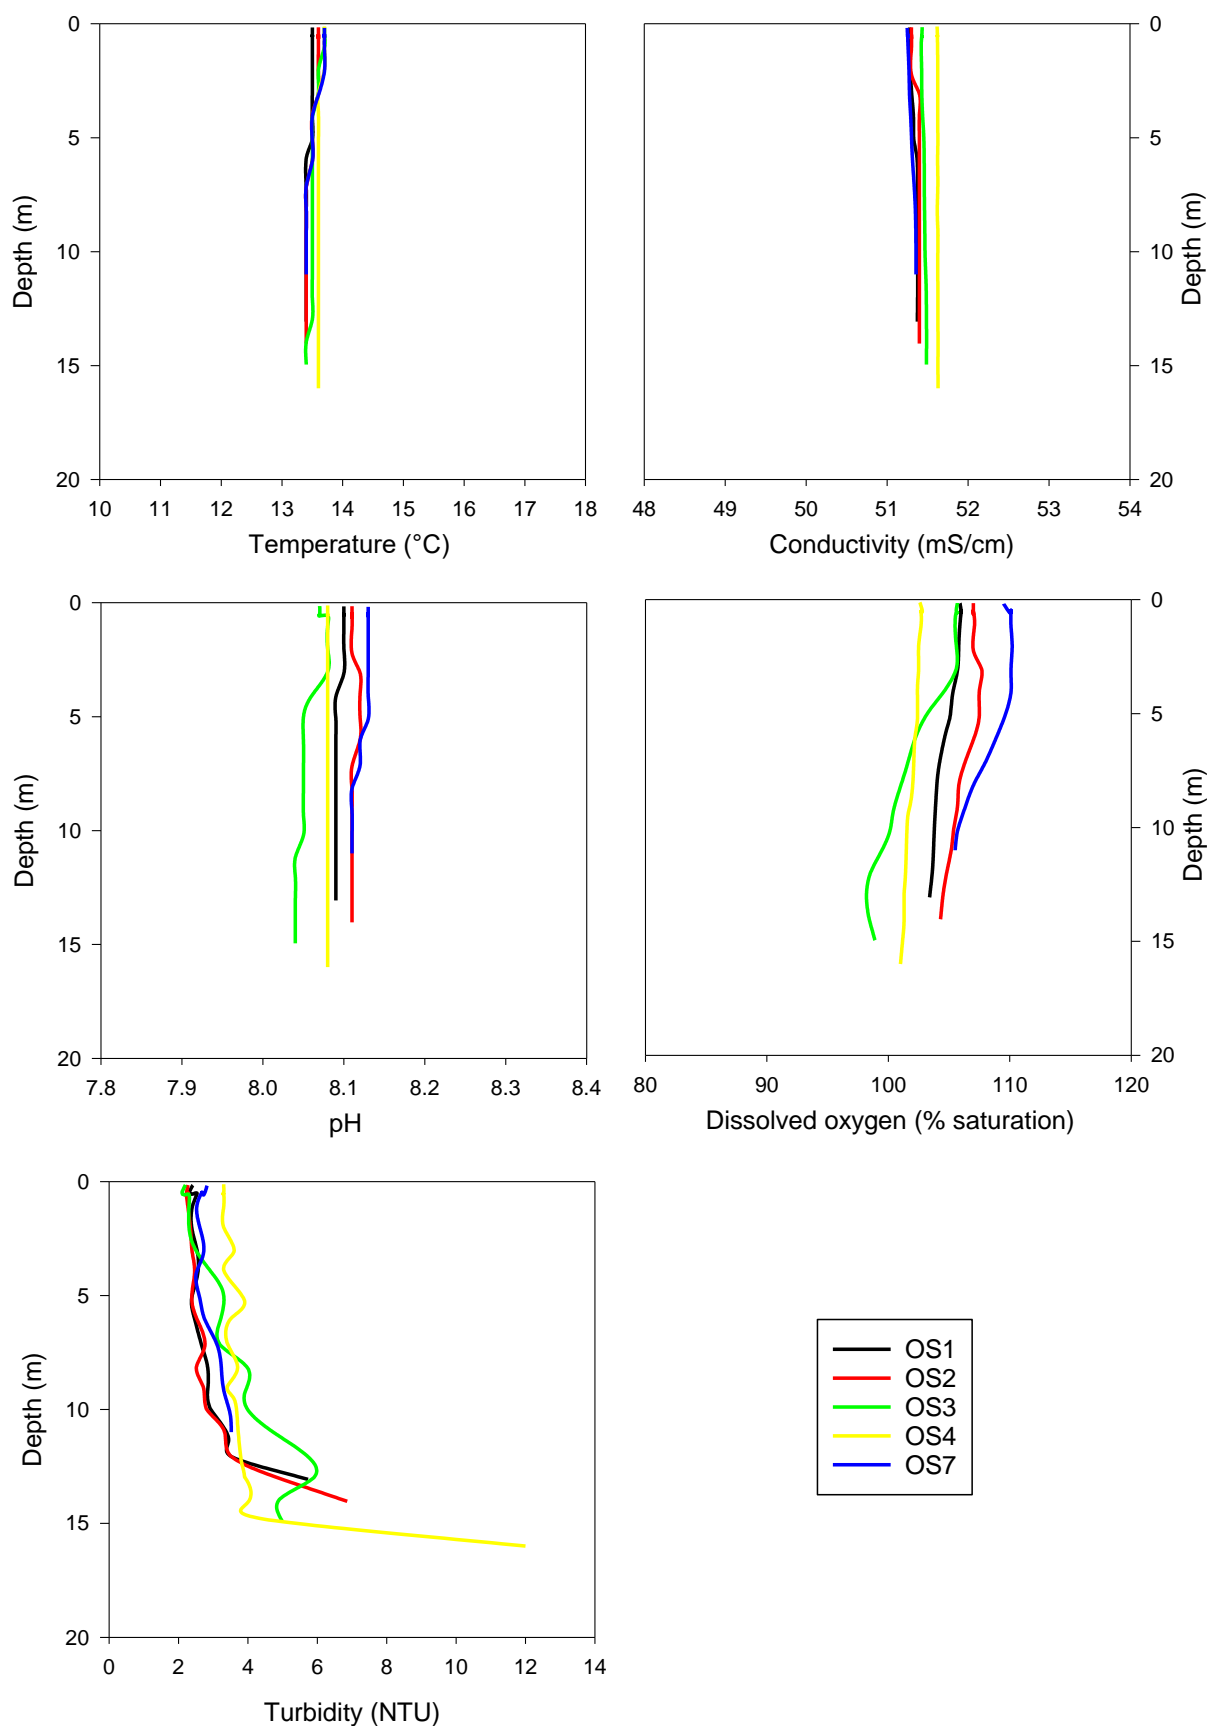 0
5
10
15
20
Depth (m)
10 11 12 13 14 15 16 17 18
Temperature (°C)
0
5
10
15
20
Depth (m)
48 49 50 51 52 53 54
Conductivity (mS/cm)
0
5
10
15
20
Depth (m)
7.8 7.9 8.0 8.1 8.2 8.3 8.4
pH
0
5
10
15
20
Depth (m)
80 90 100 110 120
Dissolved oxygen (% saturation)
0
5
10
15
20
Depth (m)
0 2 4 6 8 10 12 14
Turbidity (NTU)
OS1
OS2
OS3
OS4
OS7